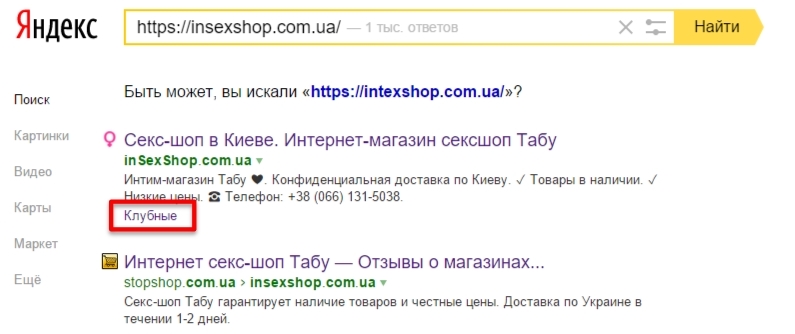 Яндекс
https://insexshop.com.ua/ — 1 тыс. ответов
Найти
Поиск
Картинки
Видео
Карты
Маркет
Ещё
Быть может, вы искали «https://intexshop.com.ua/»?
Секс-шоп в Киеве. Интернет-магазин сексшоп Табу
inSexShop.com.ua
Интим-магазин Табу ❤. Конфиденциальная доставка по Киеву. ✓ Товары в наличии. ✓
Низкие цены. ☎ Телефон: +38 (066) 131-5038.
Клубные
Интернет секс-шоп Табу — Отзывы о магазинах...
stopshop.com.ua › insexshop.com.ua
Секс-шоп Табу гарантирует наличие товаров и честные цены. Доставка по Украине в
течении 1-2 дней.